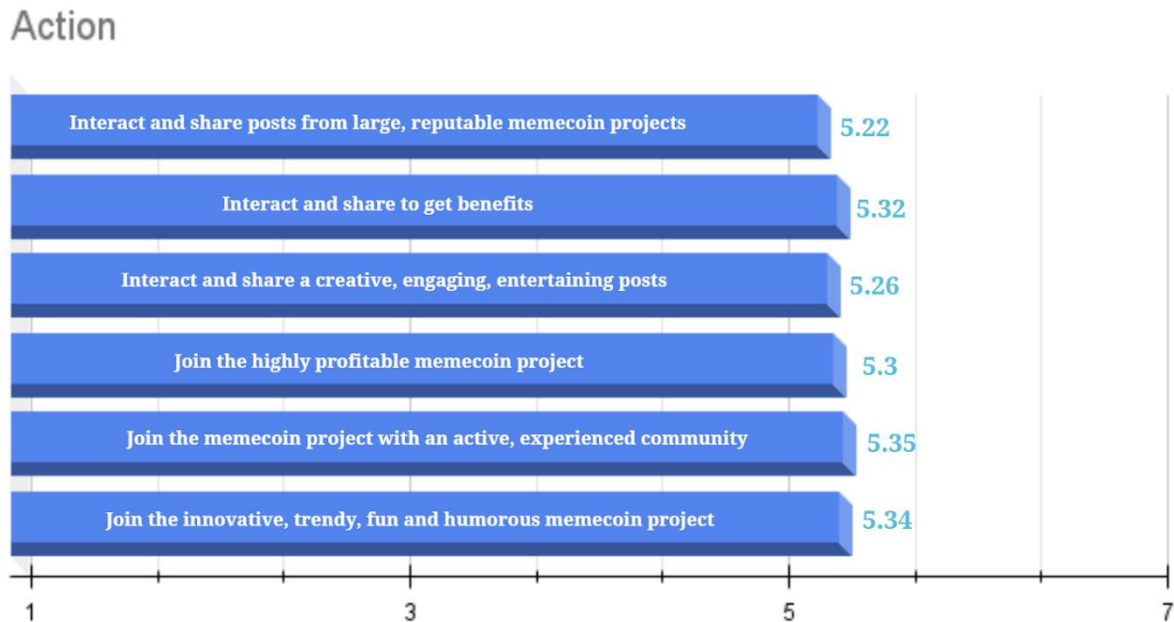 Action
Interact and share posts from large, reputable memecoin projects
5.22
Interact and share to get benefits
5.32
Interact and share a creative, engaging, entertaining posts
5.26
Join the highly profitable memecoin project
5.3
Join the memecoin project with an active, experienced community
5.35
Join the innovative, trendy, fun and humorous memecoin project
5.34
1 3 5 7